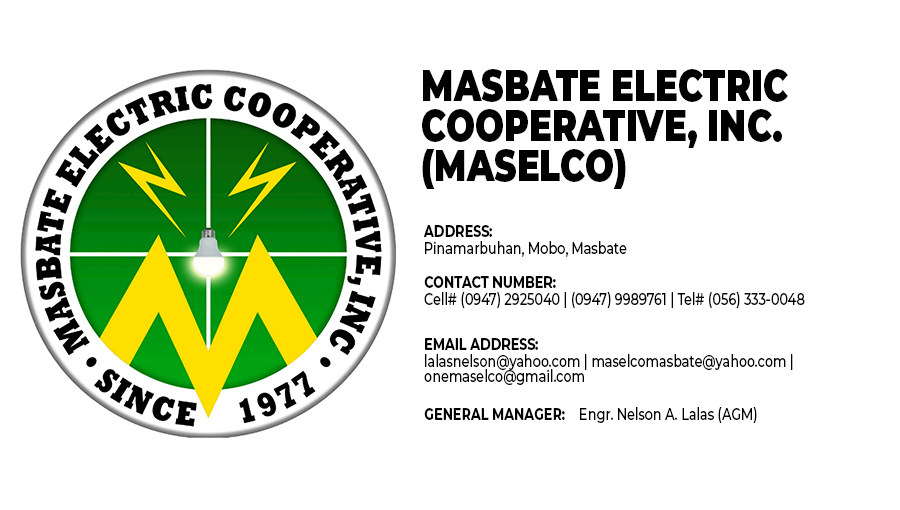 MASBATE ELECTRIC COOPERATIVE, INC
• SINCE 1977 •
MASBATE ELECTRIC
COOPERATIVE, INC.
(MASELCO)
ADDRESS:
Pinamarbuhan, Mobo, Masbate
CONTACT NUMBER:
Cell# (0947) 2925040 | (0947) 9989761 | Tel# (056) 333-0048
EMAIL ADDRESS:
lalasnelson@yahoo.com | maselcomasbate@yahoo.com |
onemaselco@gmail.com
GENERAL MANAGER: Engr. Nelson A. Lalas (AGM)